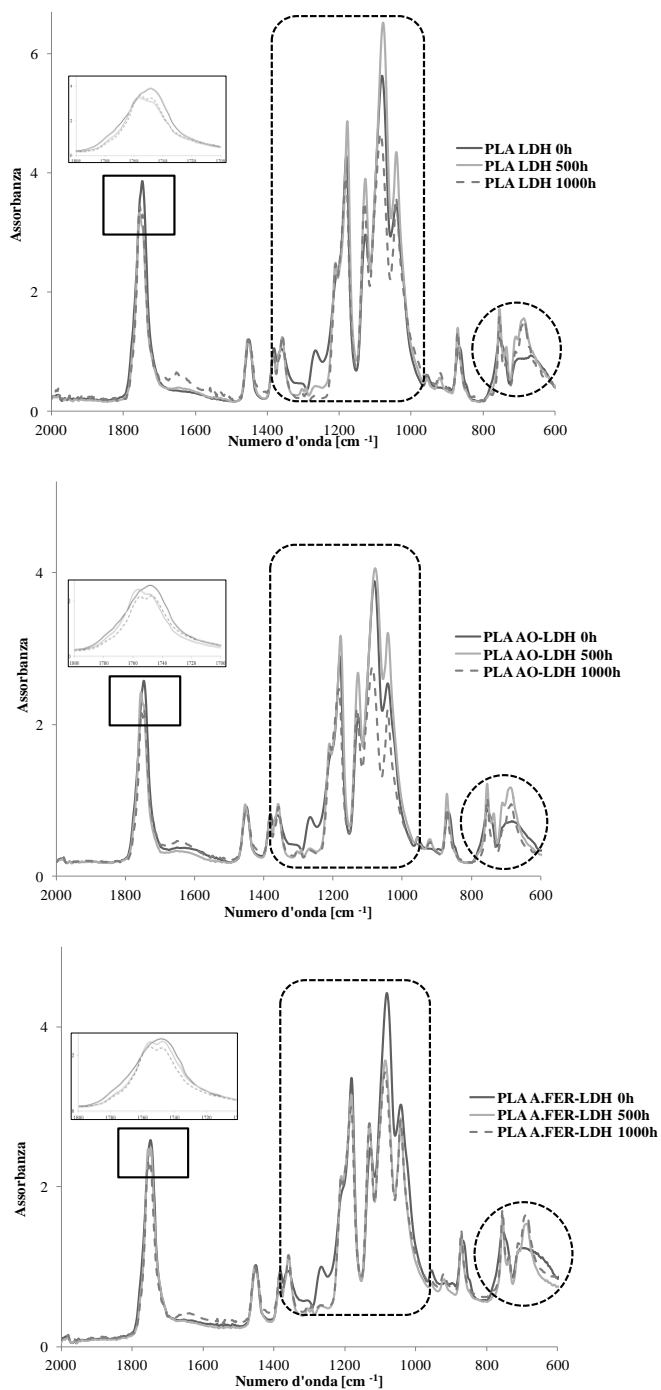 6
PLA LDH 0h
PLA LDH 500h
PLA LDH 1000h
4
Assorbanza
2
0
2000 1800 1600 1400 1200 1000 800 600
Numero d'onda [cm -1]
4
PLA AO-LDH 0h
PLA AO-LDH 500h
PLA AO-LDH 1000h
Assorbanza
2
0
2000 1800 1600 1400 1200 1000 800 600
Numero d'onda [cm -1]
4
PLA A.FER-LDH 0h
PLA A.FER-LDH 500h
PLA A.FER-LDH 1000h
Assorbanza
2
0
2000 1800 1600 1400 1200 1000 800 600
Numero d'onda [cm -1]